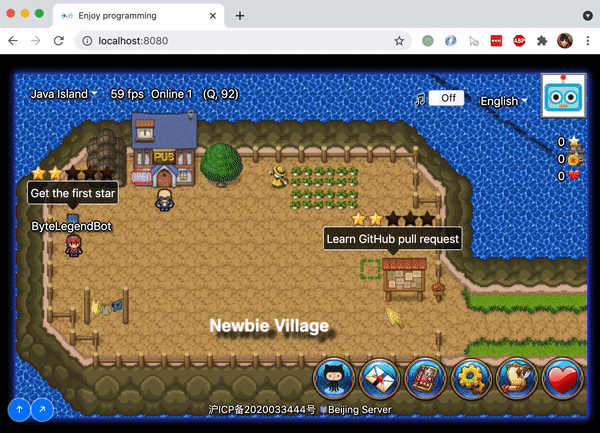 Enjoy programming
localhost:8080
ABP
Java Island
59 fps
Online 1
(Q, 92)
Off
English
0
0
0
PUB
OPEN
Get the first star
ByteLegendBot
Learn GitHub pull request
Newbie Village
沪ICP备2020033444号
Beijing Server